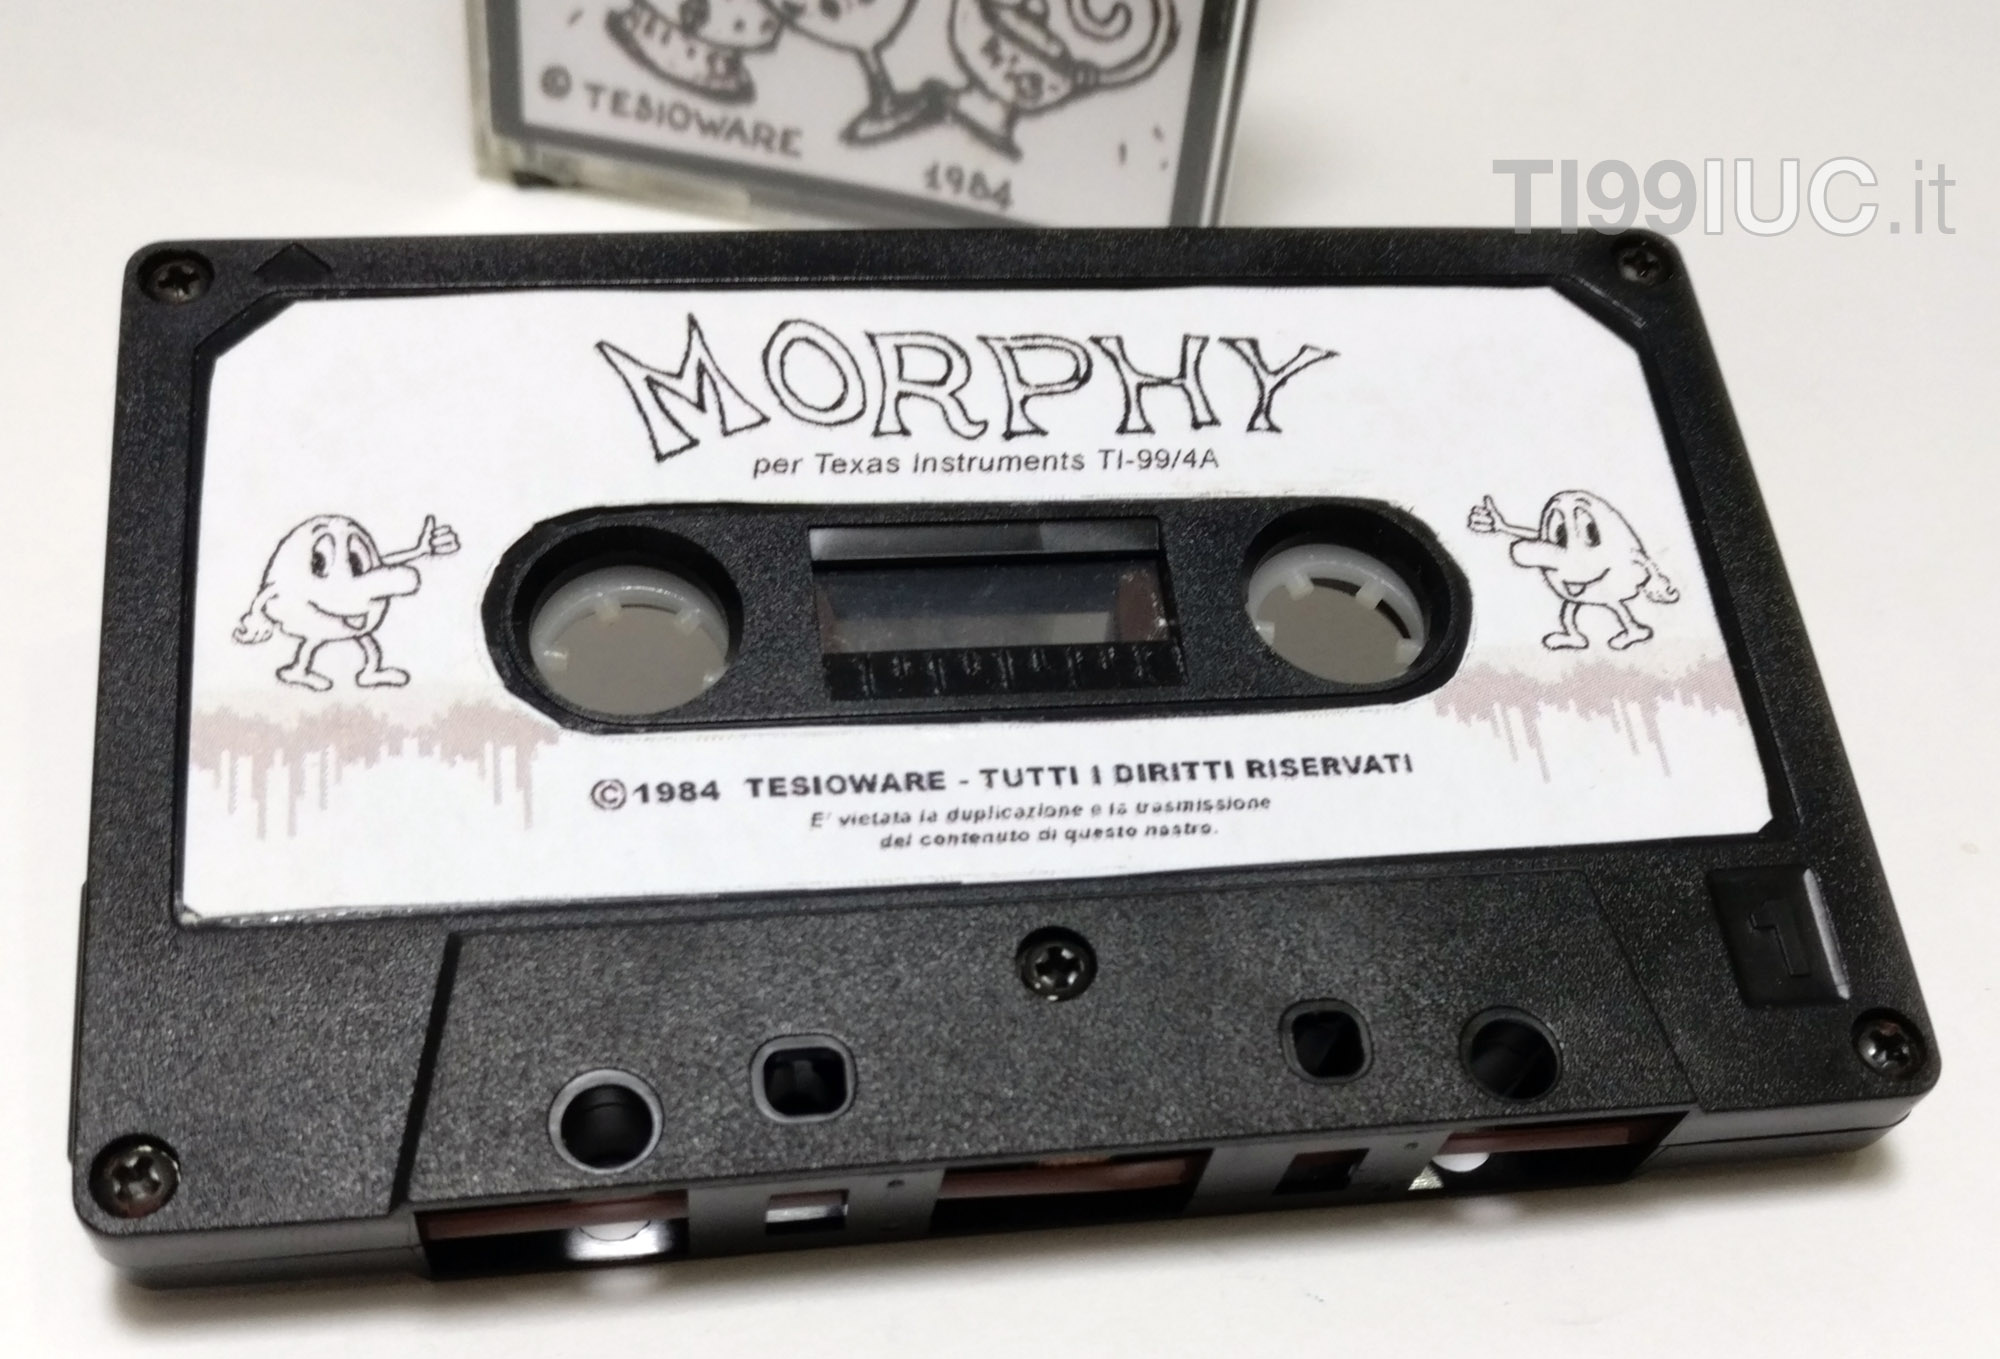 © TESIOWARE
1984
TI99IUC.it
MORPHY
per Texas Instruments TI-99/4A
©1984 TESIOWARE - TUTTI I DIRITTI RISERVATI
E' vietata la duplicazione e la trasmissione
del contenuto di questo nastro.
1